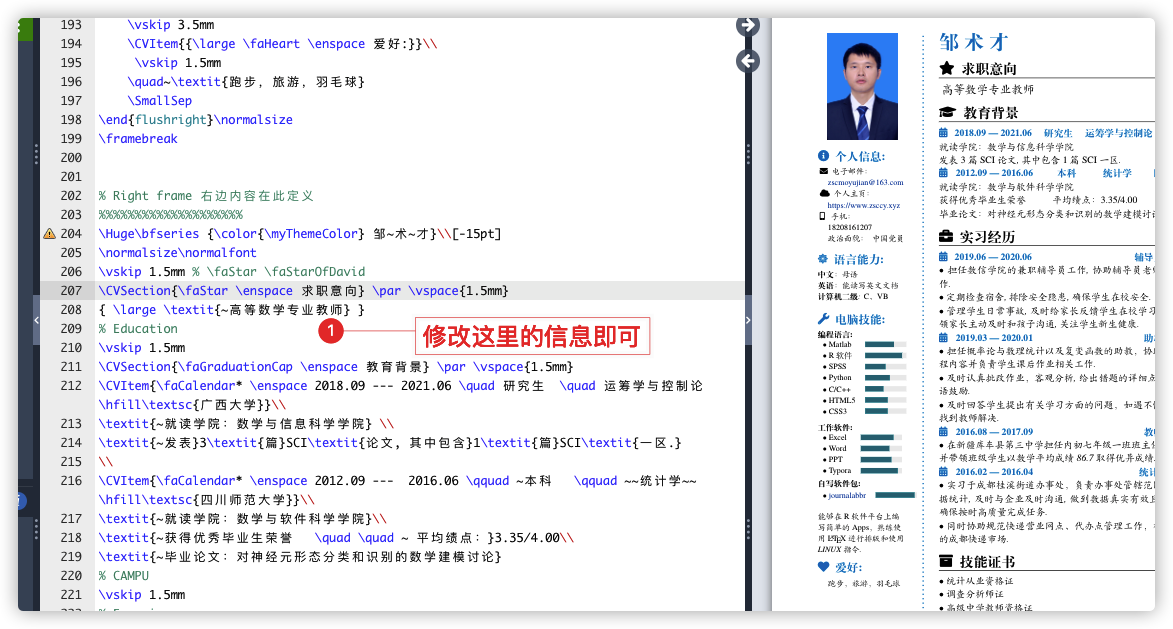 193 \vskip 3.5mm
194 \CVItem{{\large \faHeart \enspace 爱好:}}\\
195 \vskip 1.5mm
196 \quad~\textit{跑步, 旅游, 羽毛球}
197 \SmallSep
198 \end{flushright}\normalsize
199 \framebreak
200
201
202 % Right frame 右边内容在此定义
203 %%%%%%%%%%%%%%%%%%%
204 \Huge\bfseries {\color{\myThemeColor} 邹~术~才}\\[-15pt]
205 \normalsize\normalfont
206 \vskip 1.5mm % \faStar \faStarOfDavid
207 \CVSection{\faStar \enspace 求职意向} \par \vspace{1.5mm}
208 { \large \textit{~高等数学专业教师} }
209 % Education
210 \vskip 1.5mm
1 修改这里的信息即可
211 \CVSection{\faGraduationCap \enspace 教育背景} \par \vspace{1.5mm}
212 \CVItem{\faCalendar* \enspace 2018.09 --- 2021.06 \quad 研究生 \quad 运筹学与控制论
\hfill\textsc{广西大学}}\\
213 \textit{~就读学院: 数学与信息科学学院} \\
214 \textit{~发表}3\textit{篇}SCI\textit{论文, 其中包含}1\textit{篇}SCI\textit{一区.}
215 \\
216 \CVItem{\faCalendar* \enspace 2012.09 --- 2016.06 \qquad ~本科 \qquad ~~统计学~~
\hfill\textsc{四川师范大学}}\\
217 \textit{~就读学院: 数学与软件科学学院}\\
218 \textit{~获得优秀毕业生荣誉 \quad \quad ~ 平均绩点: }3.35/4.00\\
219 \textit{~毕业论文: 对神经元形态分类和识别的数学建模讨论}
220 % CAMPU
221 \vskip 1.5mm
个人信息:
电子邮件:
zscmoyujian@163.com
个人主页:
https://www.zsccy.xyz
手机:
18208161207
政治面貌: 中国党员
语言能力:
中文: 母语
英语: 能读写英文文档
计算机二级: C、VB
电脑技能:
编程语言:
• Matlab
• R 软件
• SPSS
• Python
• C/C++
• HTML5
• CSS3
工作软件:
• Excel
• Word
• PPT
• Typora
自写软件包:
• journalabbr
能够在 R 软件平台上编
写简单的 Apps, 熟练使
用 LATEX 进行排版和使用
LINUX 指令.
爱好:
跑步, 旅游, 羽毛球
邹 术 才
求职意向
高等数学专业教师
教育背景
2018.09 — 2021.06 研究生 运筹学与控制论
就读学院: 数学与信息科学学院
发表 3 篇 SCI 论文, 其中包含 1 篇 SCI 一区.
2012.09 — 2016.06 本科 统计学
就读学院: 数学与软件科学学院
获得优秀毕业生荣誉 平均绩点: 3.35/4.00
毕业论文: 对神经元形态分类和识别的数学建模讨
实习经历
2019.06 — 2020.06 辅导
• 担任数信学院的兼职辅导员工作, 协助辅导员老
作.
• 定期检查宿舍, 排除安全隐患, 确保学生在校安全.
• 管理学生日常事故, 及时给家长反馈学生在校学习
领家长主动及时和孩子沟通, 关注学生新生健康.
2019.03 — 2020.01 助
• 担任概率论与数理统计以及复变函数的助教, 协
程内容并负责学生课后作业相关工作.
• 及时认真批改作业, 客观分析, 给出错题的详细点
语鼓励.
• 及时回答学生提出有关学习方面的问题, 如遇不
找到教师解决.
2016.08 — 2017.09 教
• 在新疆库车县第三中学担任内初七年级一班班主
并带领班级学生以数学平均成绩 86.7 取得优异成绩
2016.02 — 2016.04 统计
• 实习于成都桂溪街道办事处, 负责办事处管辖范
据统计, 及时与企业及时沟通, 做到数据真实有效且
确保按时高质量完成任务.
• 同时协助规范快递营业网点, 代办点管理工作,
的成都快递市场.
技能证书
• 统计从业资格证
• 调查分析师证
• 高级中学教师资格证